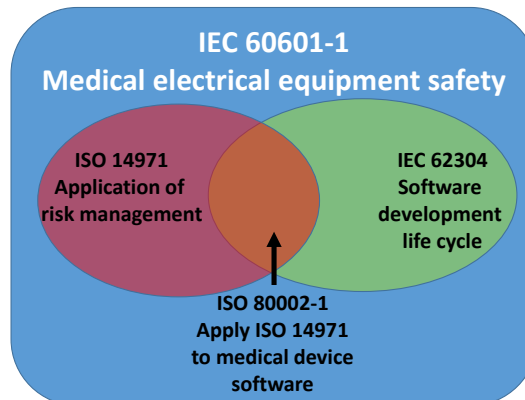 IEC 60601-1
Medical electrical equipment safety
ISO 14971
Application of
risk management
IEC 62304
Software
development
life cycle
ISO 80002-1
Apply ISO 14971
to medical device
software